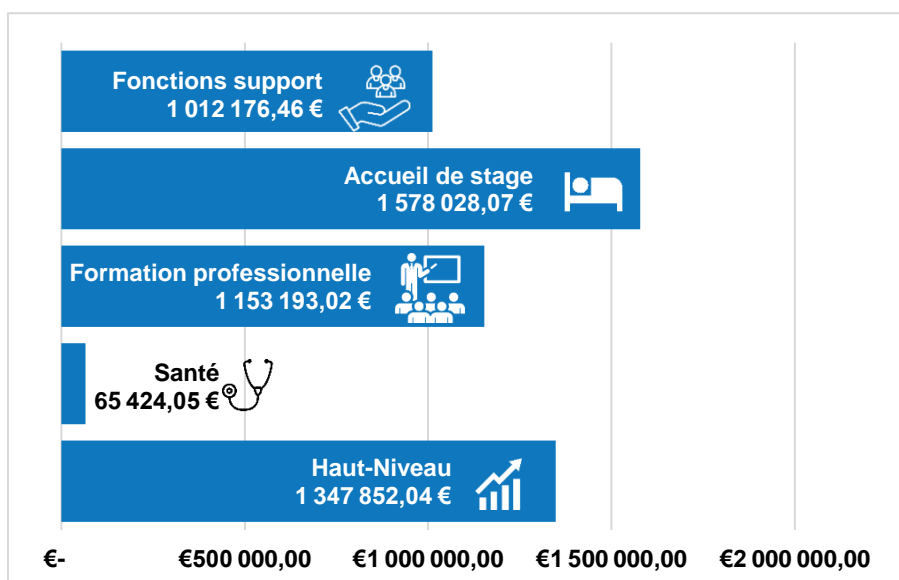 Fonctions support
1 012 176,46 €
Accueil de stage
1 578 028,07 €
Formation professionnelle
1 153 193,02 €
Santé
65 424,05 €
Haut-Niveau
1 347 852,04 €
€- €500 000,00 €1 000 000,00 €1 500 000,00 €2 000 000,00